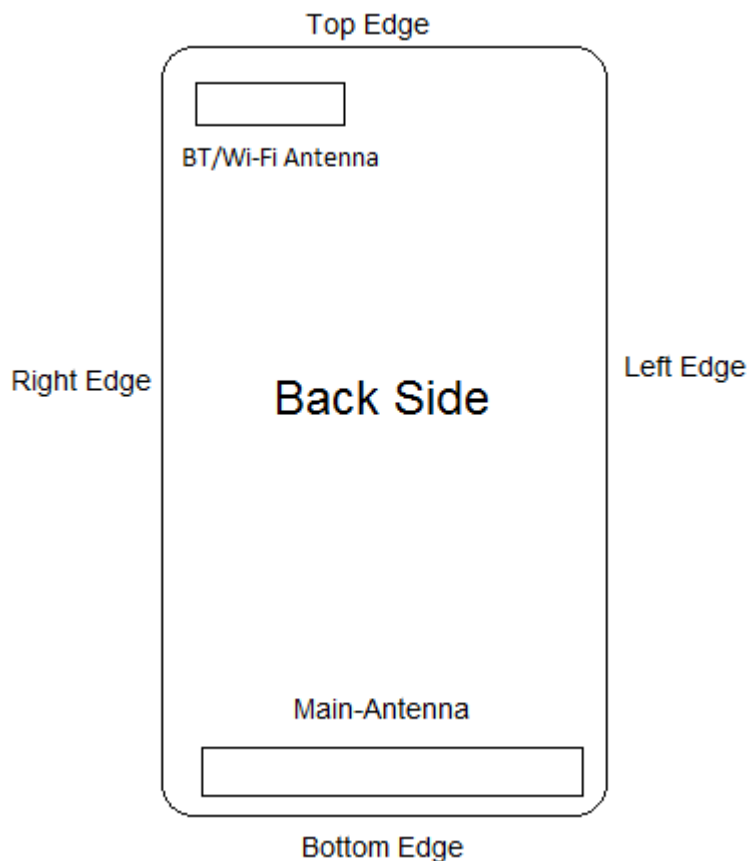 Top Edge
BT/Wi-Fi Antenna
Right Edge
Back Side
Left Edge
Main-Antenna
Bottom Edge